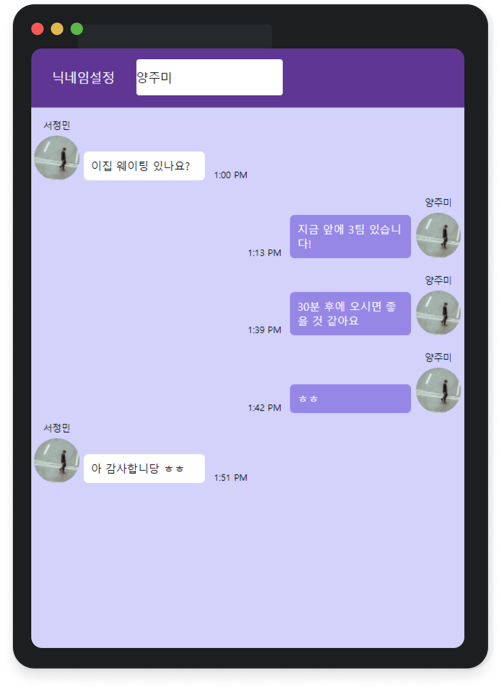 닉네임설정
양주미
서정민
이집 웨이팅 있나요?
1:00 PM
양주미
지금 앞에 3팀 있습니
다!
1:13 PM
양주미
30분 후에 오시면 좋
을 것 같아요
1:39 PM
양주미
ㅎㅎ
1:42 PM
서정민
아 감사합니당 ㅎㅎ
1:51 PM